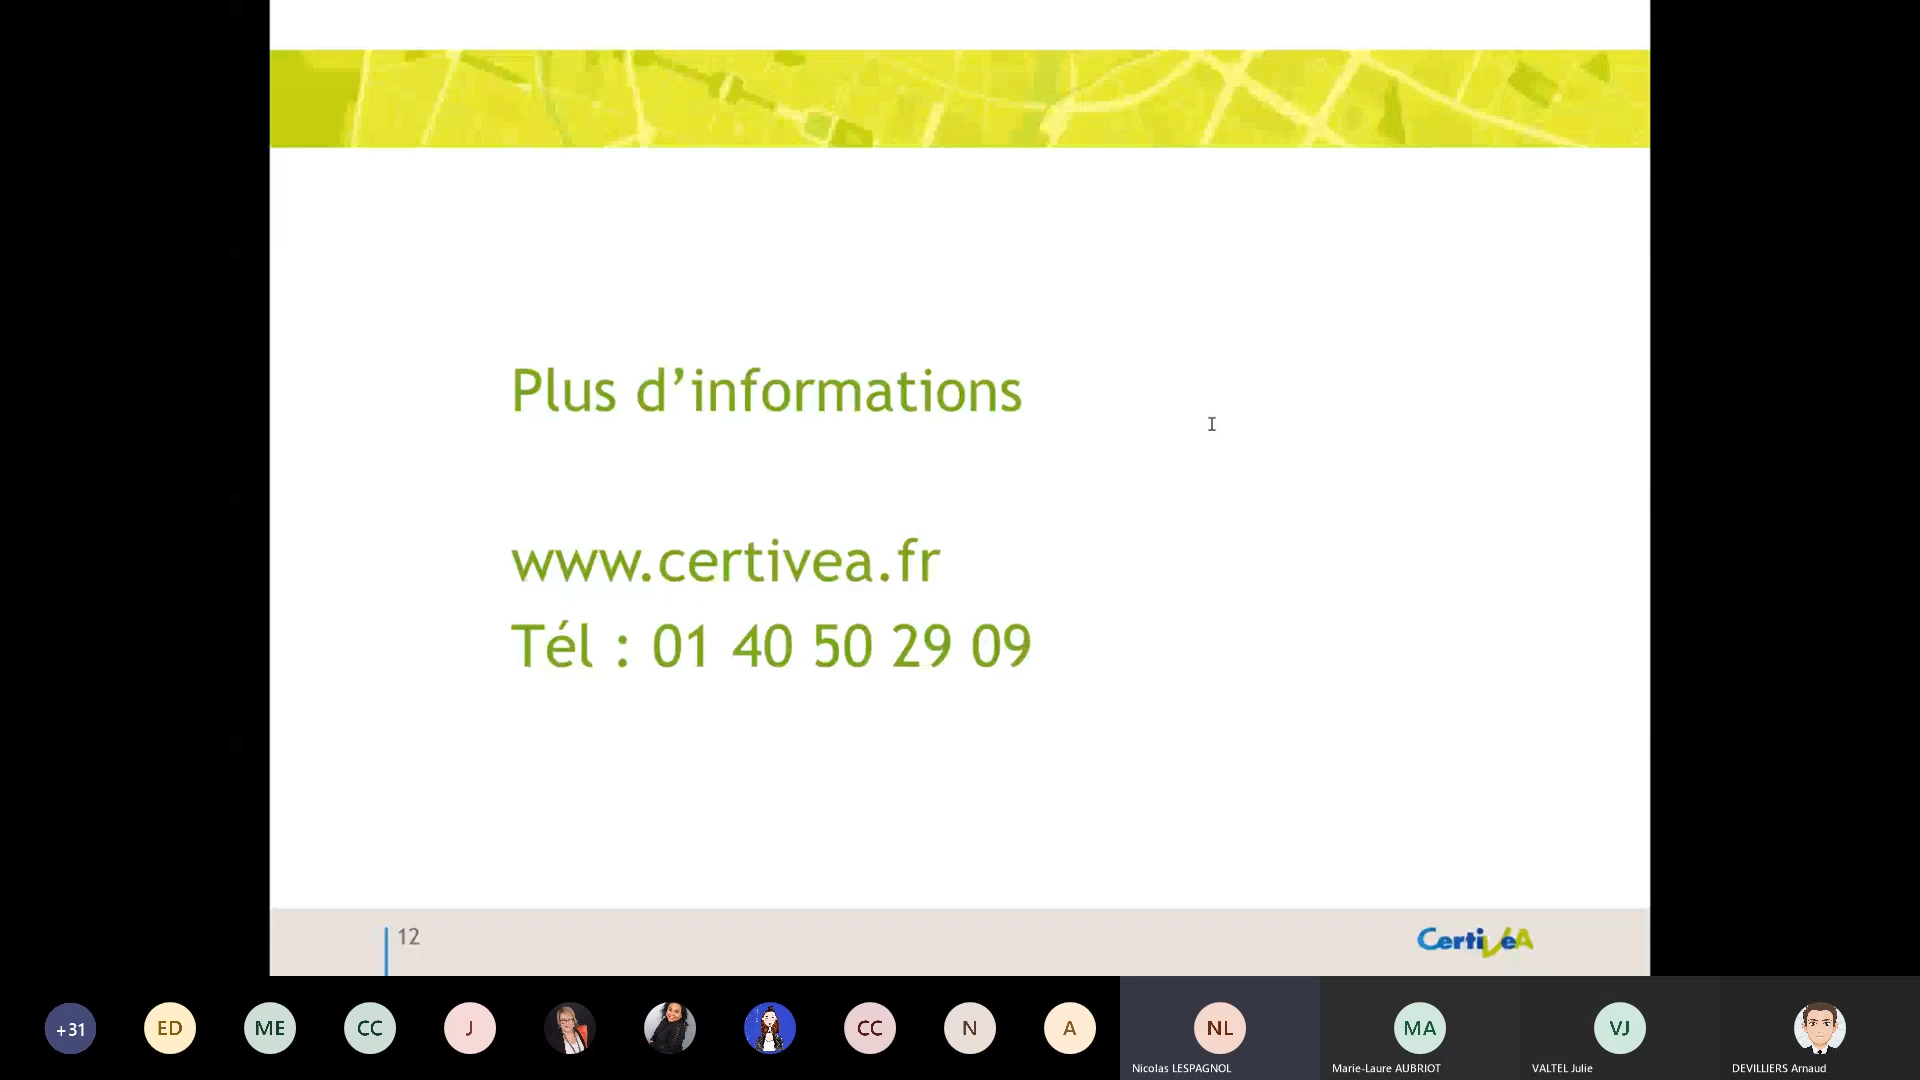 Plus d’informations
www.certivea.fr
Tél : 01 40 50 29 09
12
CertiveA
+31
ED
ME
CC
J
CC
N
A
NL
MA
VJ
Nicolas LESPAGNOL
Marie-Laure AUBRIOT
VALTEL Julie
DEVILLIERS Arnaud